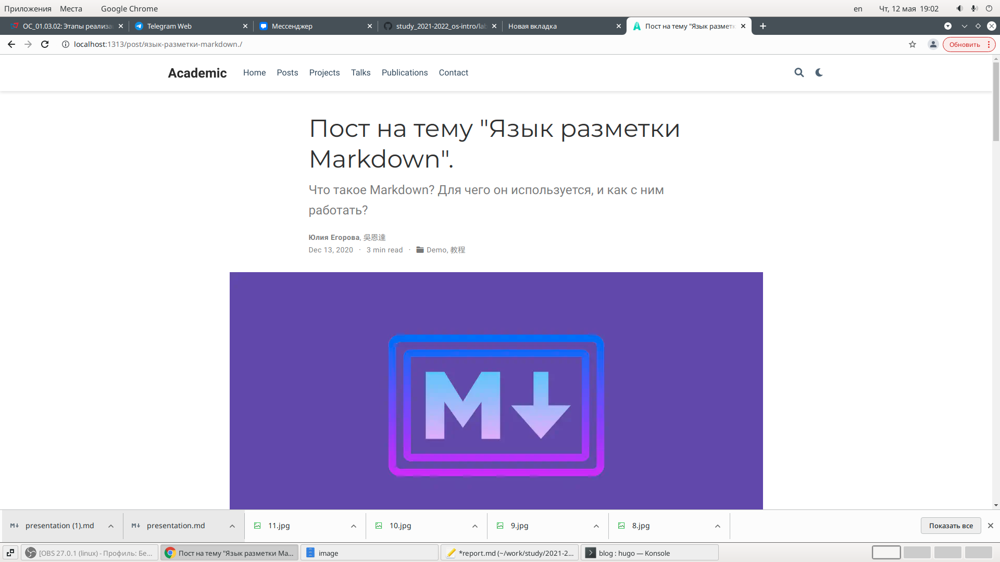 Приложения Места Google Chrome en Чт, 12 мая 19:02
ОС_01.03.02: Этапы реализа Telegram Web Мессенджер study_2021-2022_os-intro/lab Новая вкладка Пост на тему "Язык разметк
localhost:1313/post/язык-разметки-markdown./ Обновить
Academic Home Posts Projects Talks Publications Contact
Пост на тему "Язык разметки
Markdown".
Что такое Markdown? Для чего он используется, и как с ним
работать?
Юлия Егорова, 吳恩達
Dec 13, 2020 · 3 min read · Demo, 教程
M
presentation (1).md presentation.md 11.jpg 10.jpg 9.jpg 8.jpg Показать все
[OBS 27.0.1 (linux) - Профиль: Бе... Пост на тему "Язык разметки Ma... image *report.md (~/work/study/2021-2... blog : hugo — Konsole